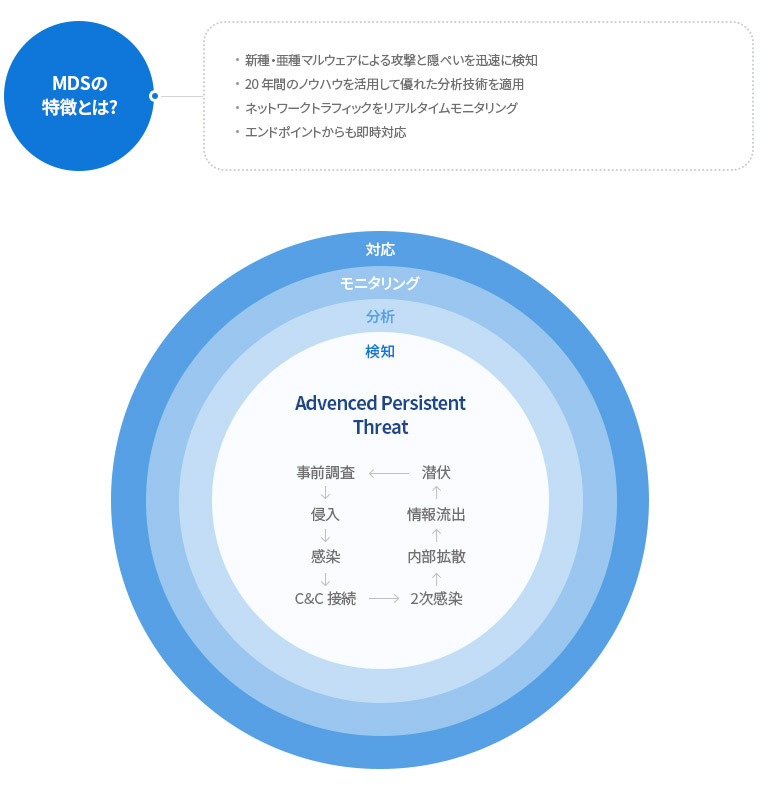 MDSの
特徴とは?
・新種・亜種マルウェアによる攻撃と隠ぺいを迅速に検知
・20 年間のノウハウを活用して優れた分析技術を適用
・ネットワークトラフィックをリアルタイムモニタリング
・エンドポイントからも即時対応
対応
モニタリング
分析
検知
Advenced Persistent
Threat
事前調査 ← 潜伏
↓ ↑
侵入 情報流出
↓ ↑
感染 内部拡散
↓ ↑
C&C 接続 → 2次感染